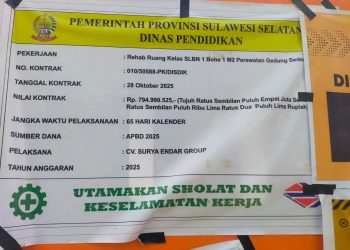 PEMERINTAH PROVINSI SULAWESI SELATAN
DINAS PENDIDIKAN
PEKERJAAN : Rehab Ruang Kelas SLBN 1 Bone 1 M2 Perawatan Gedung
NO. KONTRAK : 010/50588-PK/DISDIK
TANGGAL KONTRAK : 28 Oktober 2025
NILAI KONTRAK : Rp. 794.990.525,- (Tujuh Ratus Sembilan Puluh Empat Juta
Ratus Sembilan Puluh Ribu Lima Ratus Dua Puluh Lima Rupiah
JANGKA WAKTU PELAKSANAAN : 65 HARI KALENDER
SUMBER DANA : APBD 2025
PELAKSANA : CV. SURYA ENDAR GROUP
TAHUN ANGGARAN : 2025
UTAMAKAN SHOLAT DAN
KESELAMATAN KERJA